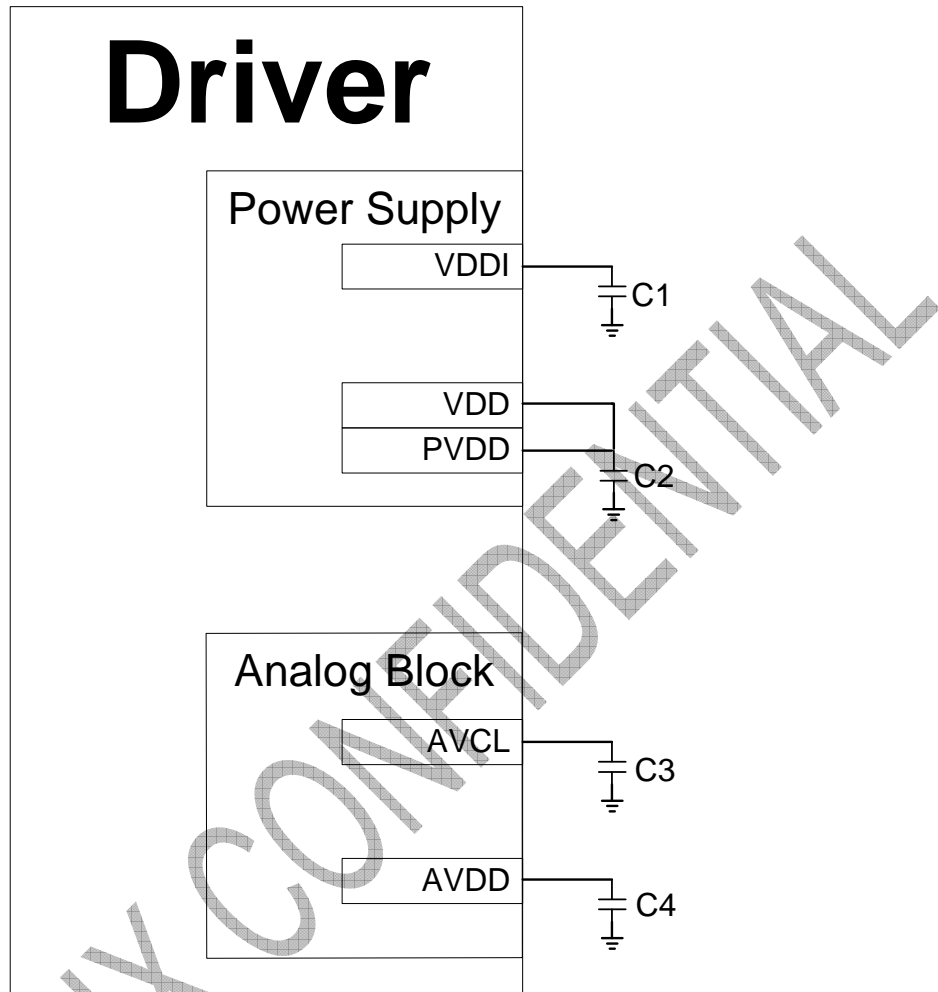 Driver
Power Supply
VDDI
C1
VDD
PVDD
C2
Analog Block
AVCL
C3
AVDD
C4
CONFIDENTIAL